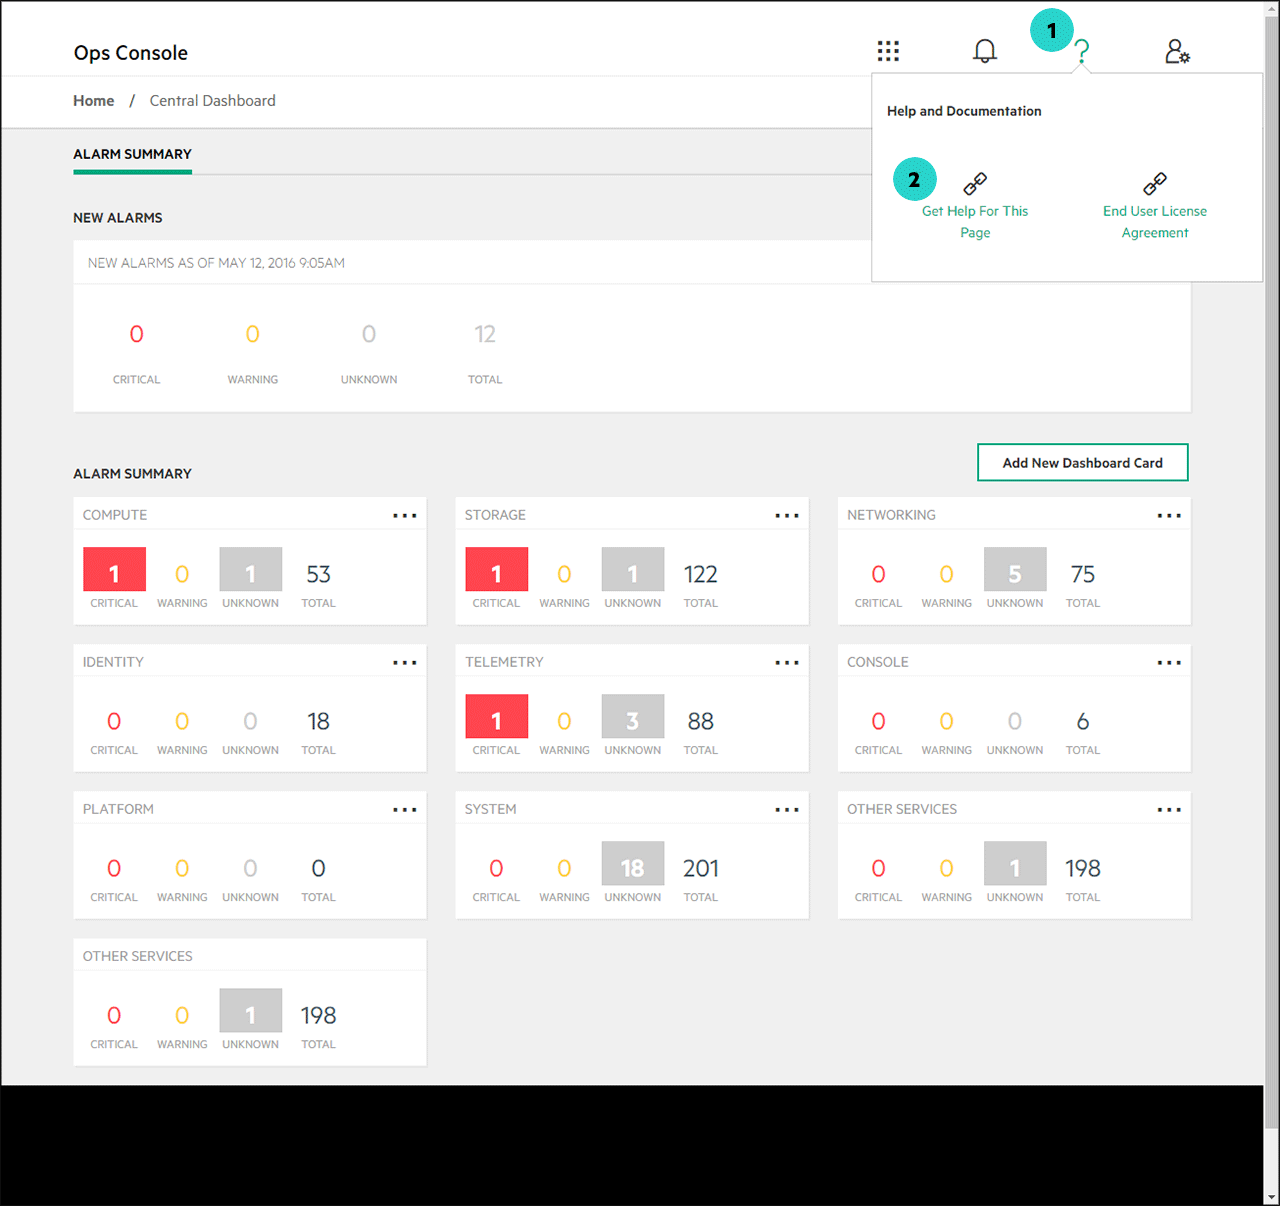 Ops Console
1
?
Home / Central Dashboard
Help and Documentation
2
Get Help For This
Page
End User License
Agreement
ALARM SUMMARY
NEW ALARMS
NEW ALARMS AS OF MAY 12, 2016 9:05AM
0 0 0 12
CRITICAL WARNING UNKNOWN TOTAL
ALARM SUMMARY
Add New Dashboard Card
COMPUTE
1 0 1 53
CRITICAL WARNING UNKNOWN TOTAL
STORAGE
1 0 1 122
CRITICAL WARNING UNKNOWN TOTAL
NETWORKING
0 0 5 75
CRITICAL WARNING UNKNOWN TOTAL
IDENTITY
0 0 0 18
CRITICAL WARNING UNKNOWN TOTAL
TELEMETRY
1 0 3 88
CRITICAL WARNING UNKNOWN TOTAL
CONSOLE
0 0 0 6
CRITICAL WARNING UNKNOWN TOTAL
PLATFORM
0 0 0 0
CRITICAL WARNING UNKNOWN TOTAL
SYSTEM
0 0 18 201
CRITICAL WARNING UNKNOWN TOTAL
OTHER SERVICES
0 0 1 198
CRITICAL WARNING UNKNOWN TOTAL
OTHER SERVICES
0 0 1 198
CRITICAL WARNING UNKNOWN TOTAL